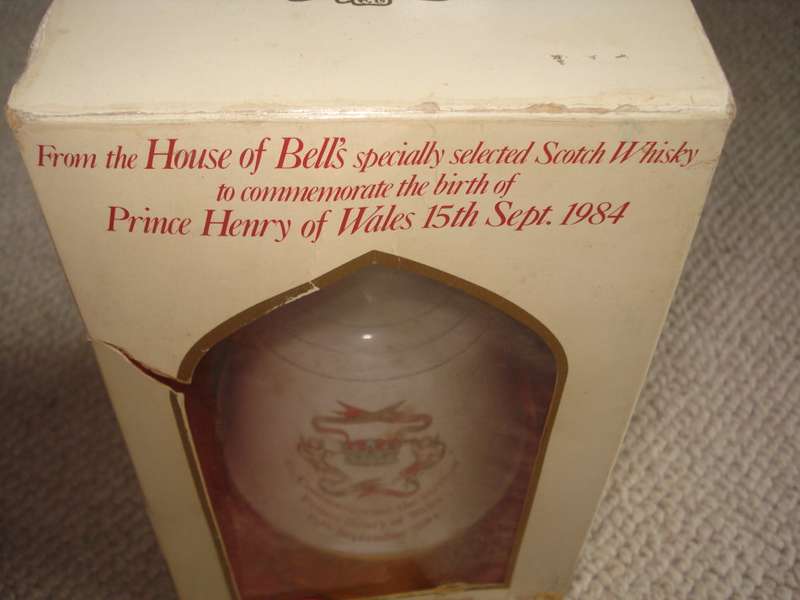 From the House of Bell's specially selected Scotch Whisky
to commemorate the birth of
Prince Henry of Wales 15th Sept. 1984